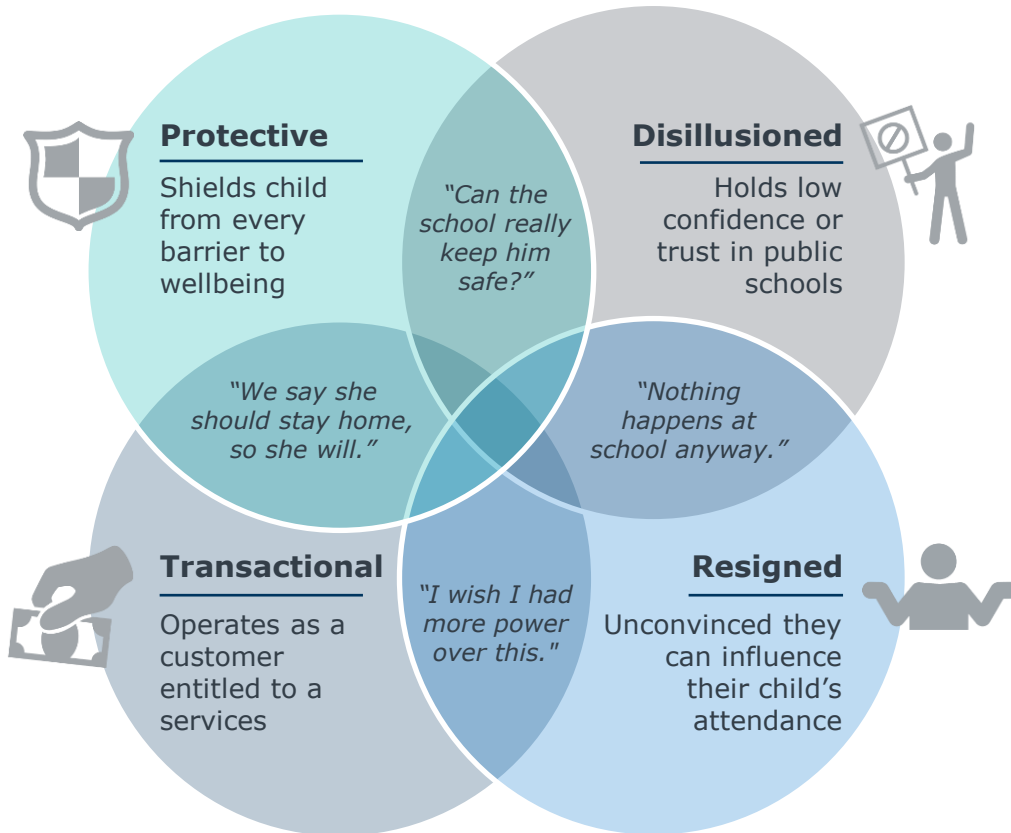 Protective
Shields child
from every
barrier to
wellbeing
“Can the
school really
keep him
safe?”
Disillusioned
Holds low
confidence or
trust in public
schools
“We say she
should stay home,
so she will.”
“Nothing
happens at
school anyway.”
Transactional
Operates as a
customer
entitled to a
services
“I wish I had
more power
over this."
Resigned
Unconvinced they
can influence
their child’s
attendance